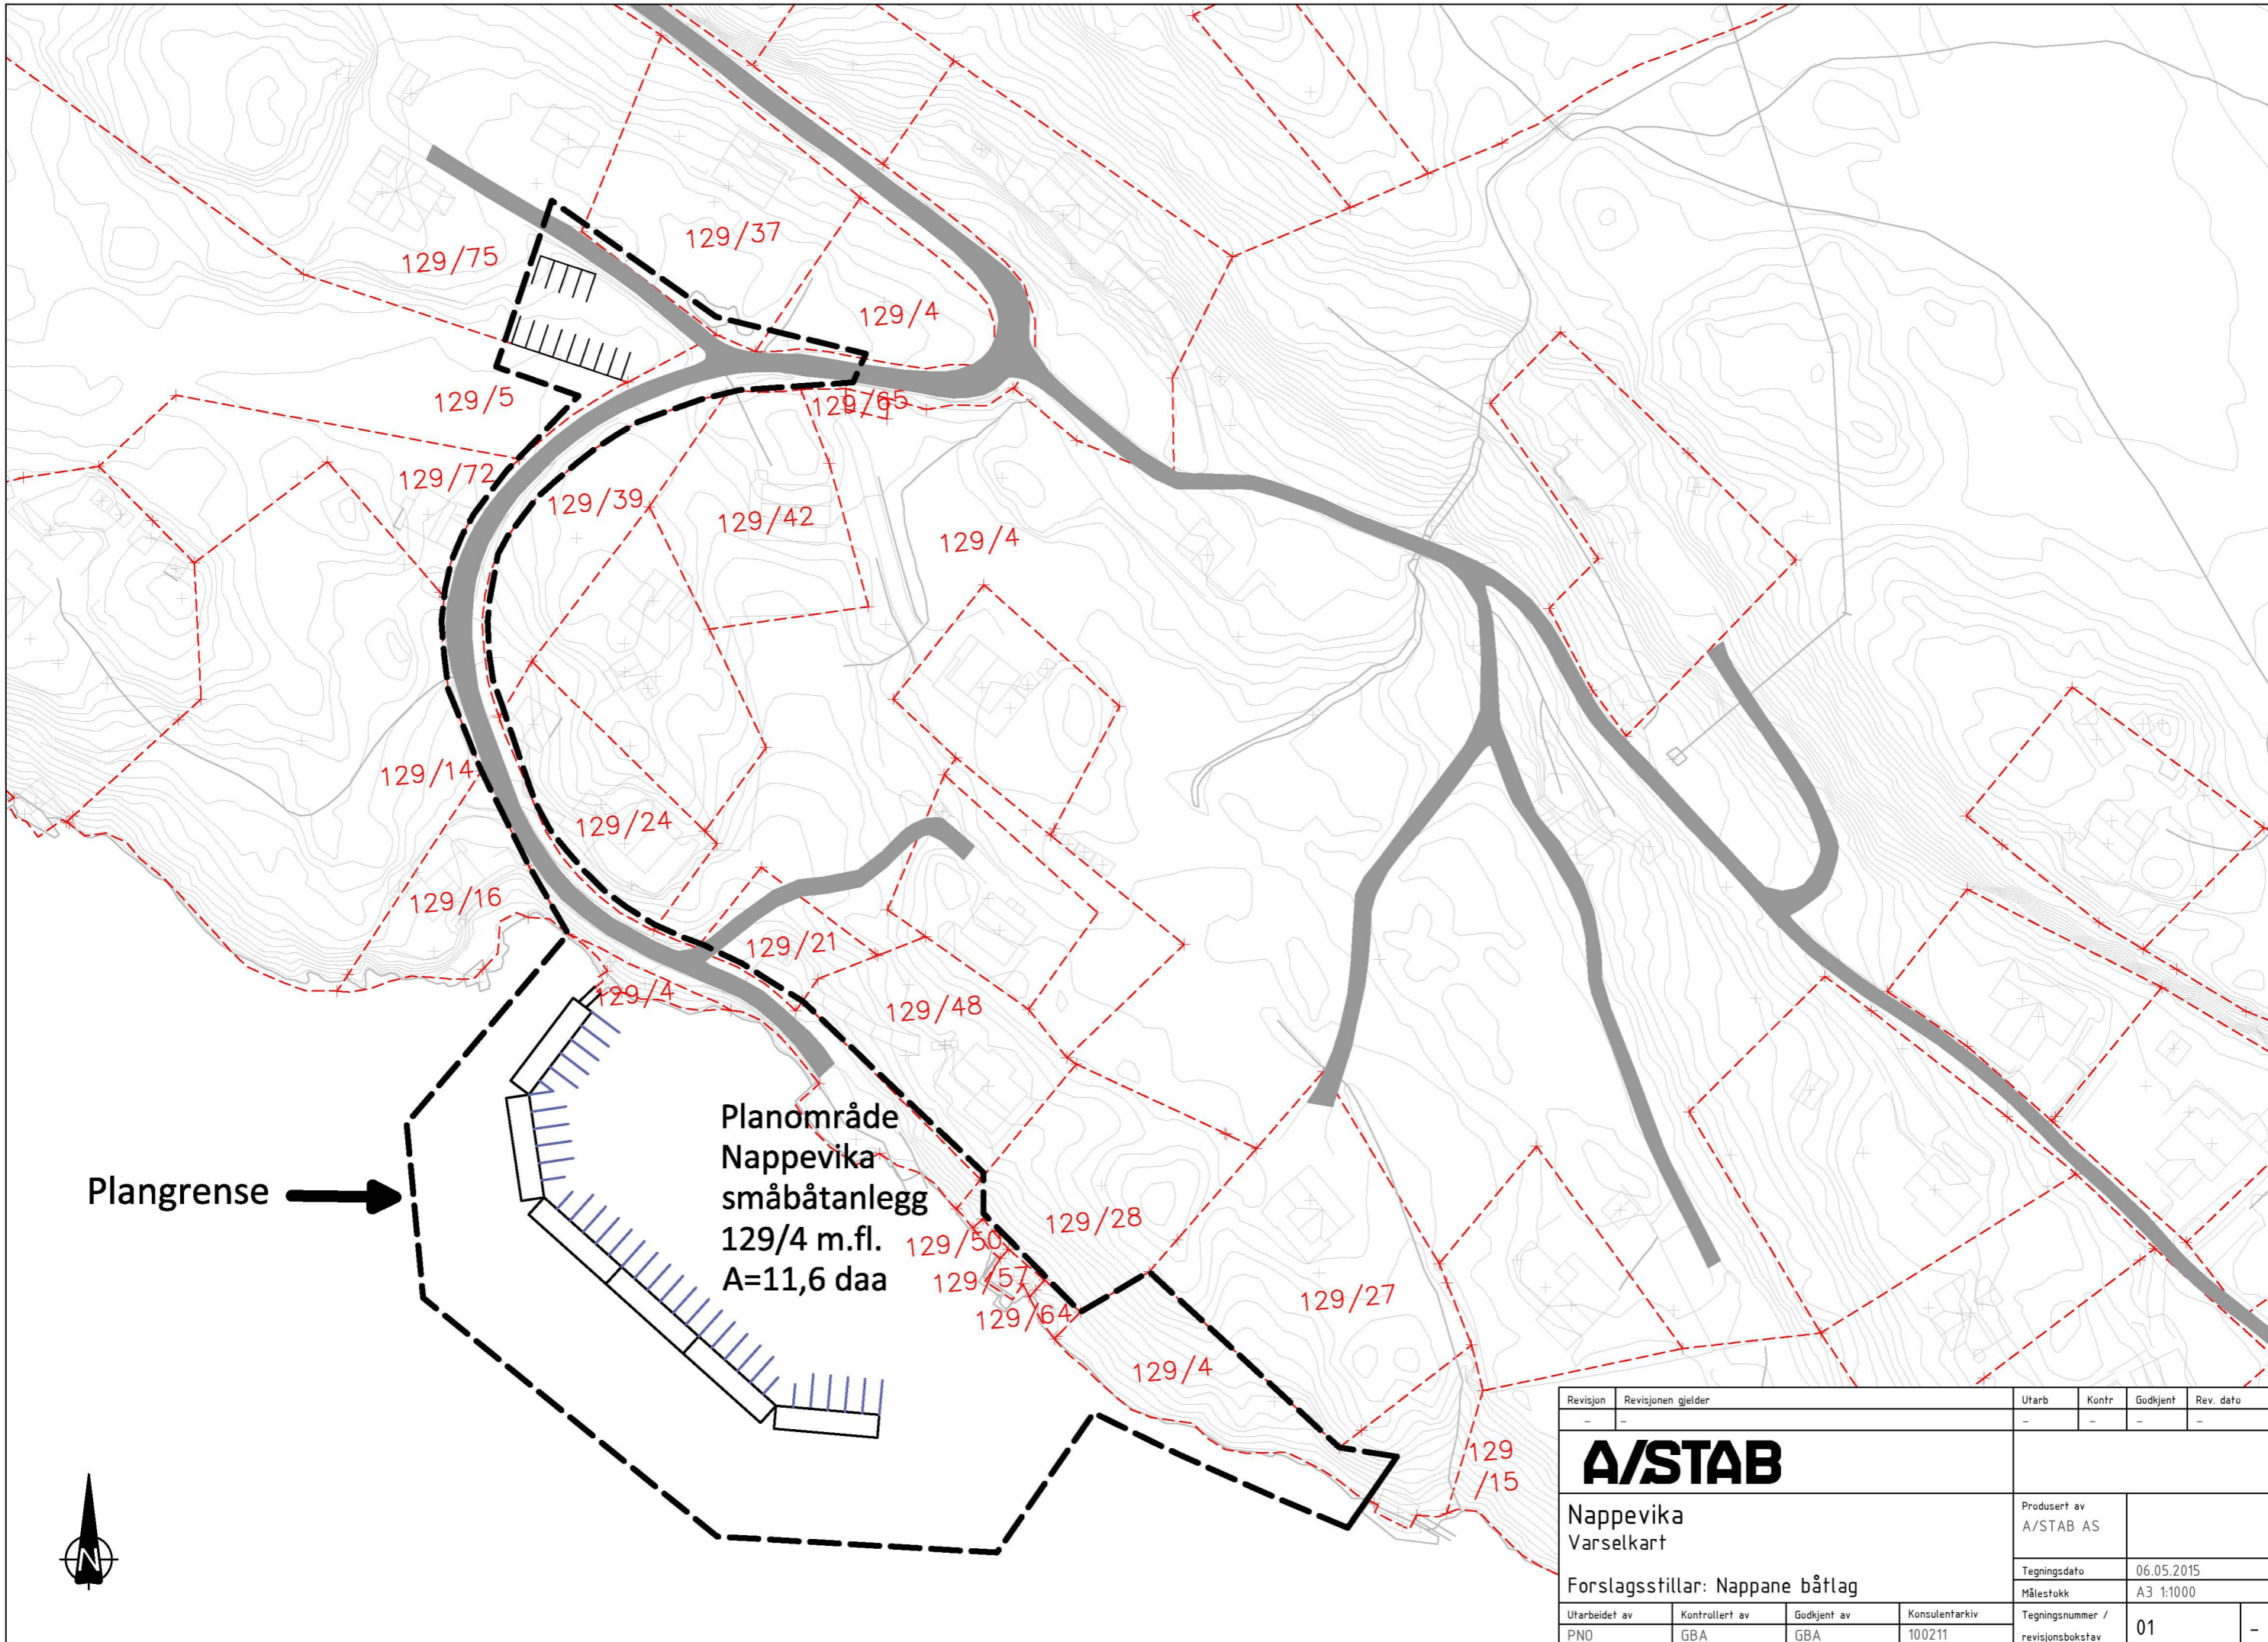 129/37
129/75
129/4
129/5
129/65
129/72
129/39
129/42
129/4
129/14
129/24
129/16
129/21
129/4
129/48
Planområde
Nappevika
småbåtanlegg
129/4 m.fl.
A=11,6 daa
Plangrense
129/28
129/50
129/57
129/64
129/27
129/4
129
/15
N
Revisjon Revisjonen gjelder Utarb Kontr Godkjent Rev. dato
- - - - - -
A/STAB
Nappevika
Varselkart
Produsert av
A/STAB AS
Forslagsstillar: Nappane båtlag
Tegningsdato 06.05.2015
Målestokk A3 1:1000
Utarbeidet av Kontrollert av Godkjent av Konsulentarkiv
PNO GBA GBA 100211
Tegningsnummer /
revisjonsbokstav 01 -